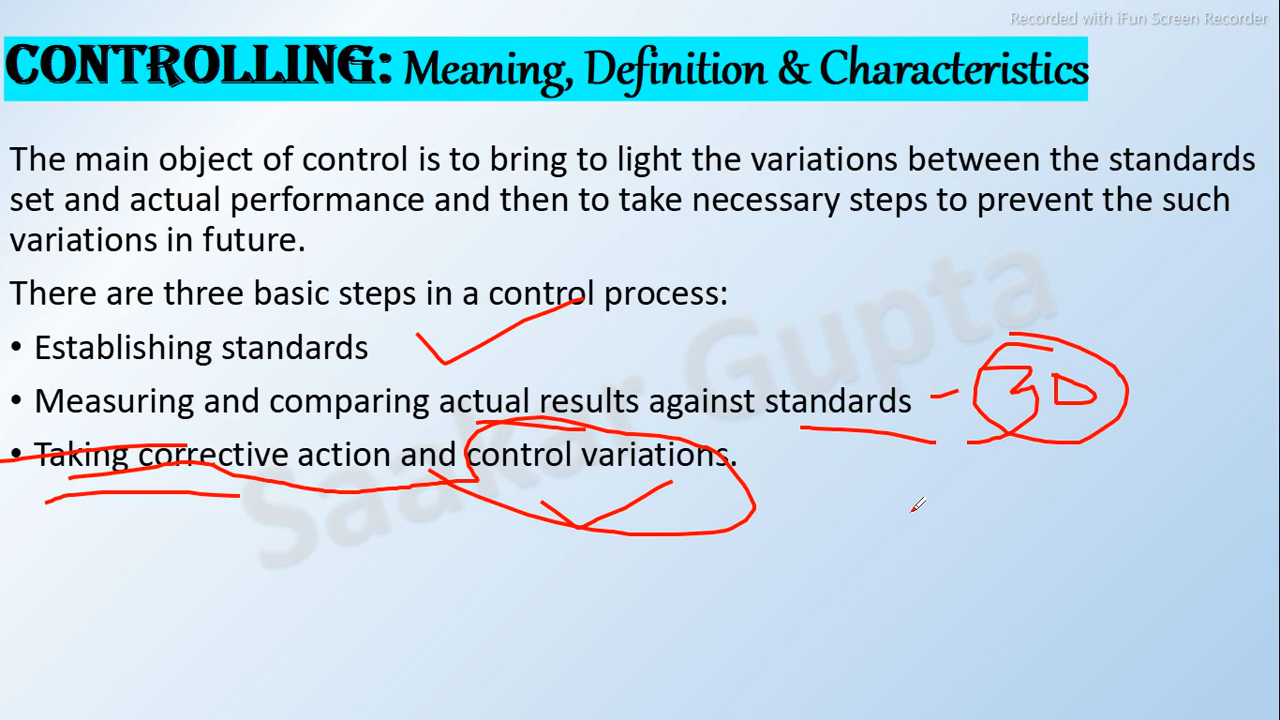 Recorded with iFun Screen Recorder
CONTROLLING: Meaning, Definition & Characteristics
The main object of control is to bring to light the variations between the standards
set and actual performance and then to take necessary steps to prevent the such
variations in future.
There are three basic steps in a control process:
• Establishing standards
• Measuring and comparing actual results against standards - 30
• Taking corrective action and control variations.
Saakar Gupta